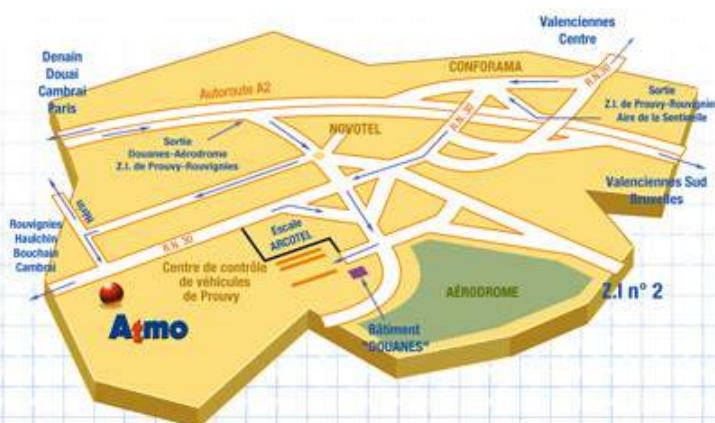 Valenciennes
Centre
Denain
Douai
Cambrai
Paris
CONFORAMA
R.N.30
Autoroute A2
Sortie
Z.I. de Prouvy-Rouvignies
Aire de la Sentinelle
R.N. 30
NOVOTEL
Sortie
Douanes-Aérodrome
Z.I. de Prouvy-Rouvignies
Valenciennes Sud
Bruxelles
Hérin
Rouvignies
Haulchin
Bouchain
Cambrai
R.N. 30
Escale
ARCOTEL
Centre de contrôle
de véhicules
de Prouvy
AÉRODROME
Z.I n° 2
Atmo
Bâtiment
"DOUANES"